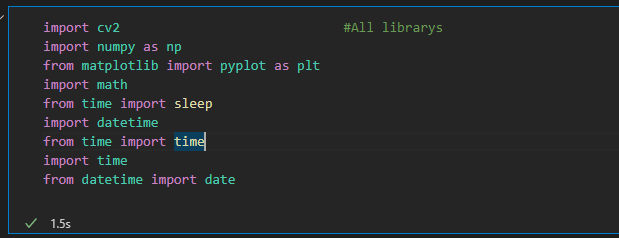 import cv2 #All librarys
import numpy as np
from matplotlib import pyplot as plt
import math
from time import sleep
import datetime
from time import time
import time
from datetime import date
1.5s